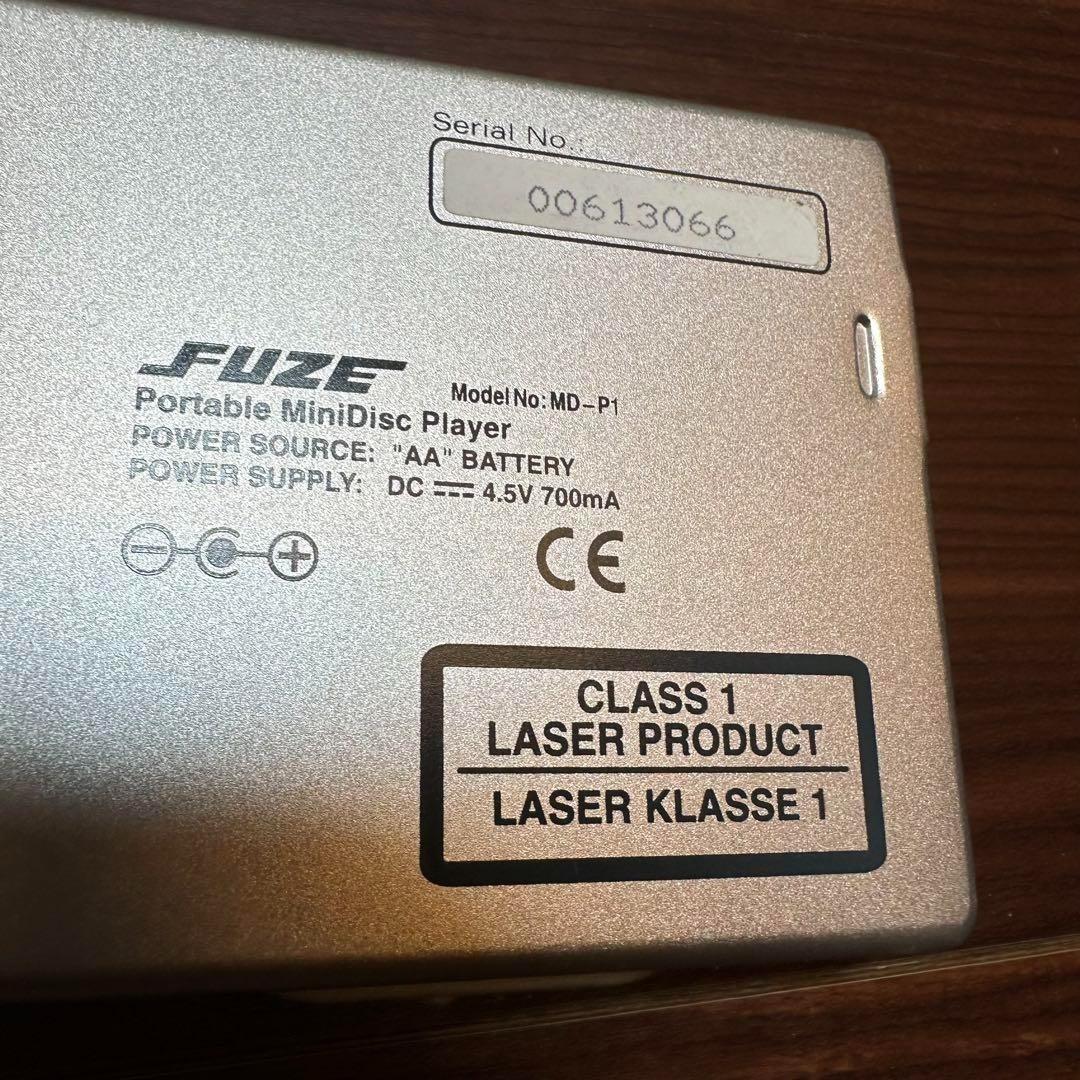 Serial No.:
00613066
FUZE
Model No: MD-P1
Portable MiniDisc Player
POWER SOURCE: "AA" BATTERY
POWER SUPPLY: DC ⎓ 4.5V 700mA
CE
CLASS 1
LASER PRODUCT
LASER KLASSE 1